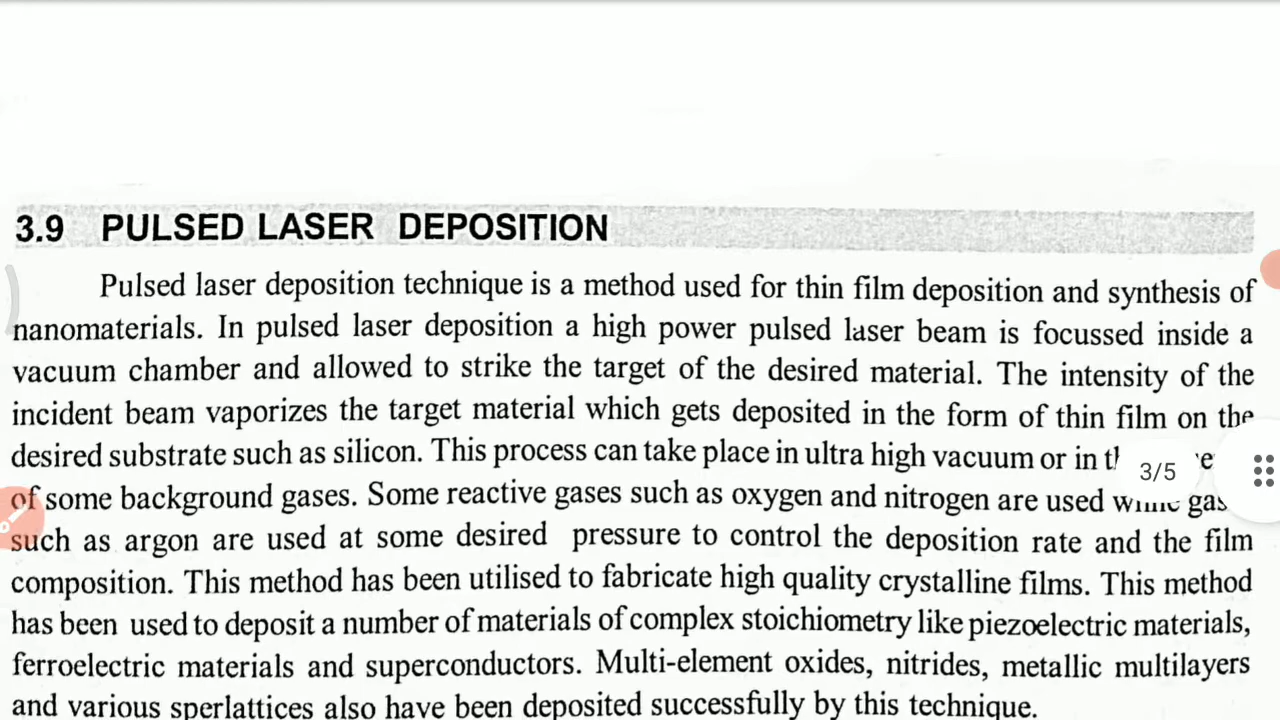 3.9 PULSED LASER DEPOSITION
Pulsed laser deposition technique is a method used for thin film deposition and synthesis of
nanomaterials. In pulsed laser deposition a high power pulsed laser beam is focussed inside a
vacuum chamber and allowed to strike the target of the desired material. The intensity of the
incident beam vaporizes the target material which gets deposited in the form of thin film on the
desired substrate such as silicon. This process can take place in ultra high vacuum or in
3/5
of some background gases. Some reactive gases such as oxygen and nitrogen are used while
such as argon are used at some desired pressure to control the deposition rate and the film
composition. This method has been utilised to fabricate high quality crystalline films. This method
has been used to deposit a number of materials of complex stoichiometry like piezoelectric materials,
ferroelectric materials and superconductors. Multi-element oxides, nitrides, metallic multilayers
and various sperlattices also have been deposited successfully by this technique.